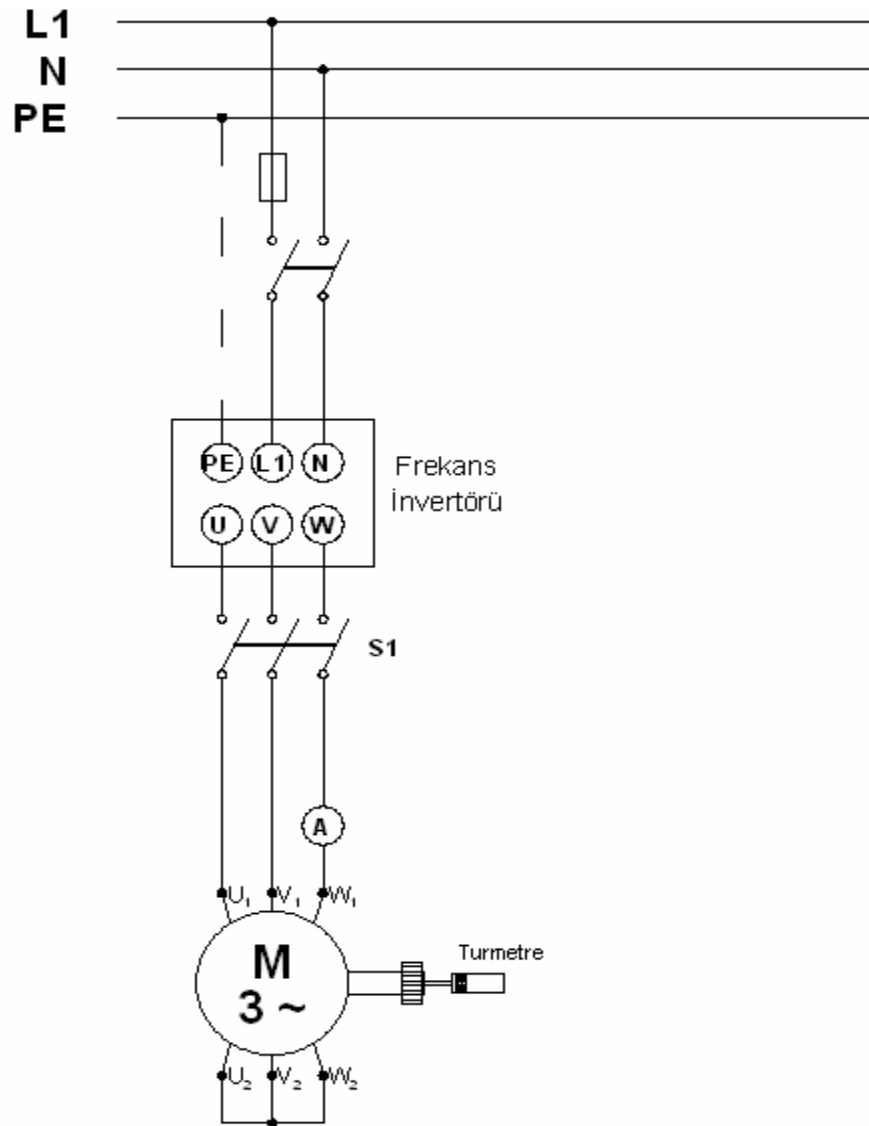 L1
N
PE
PE L1 N
Frekans
İnvertörü
U V W
S1
A
U1 V1 W1
M
3 ~
Turmetre
U2 V2 W2